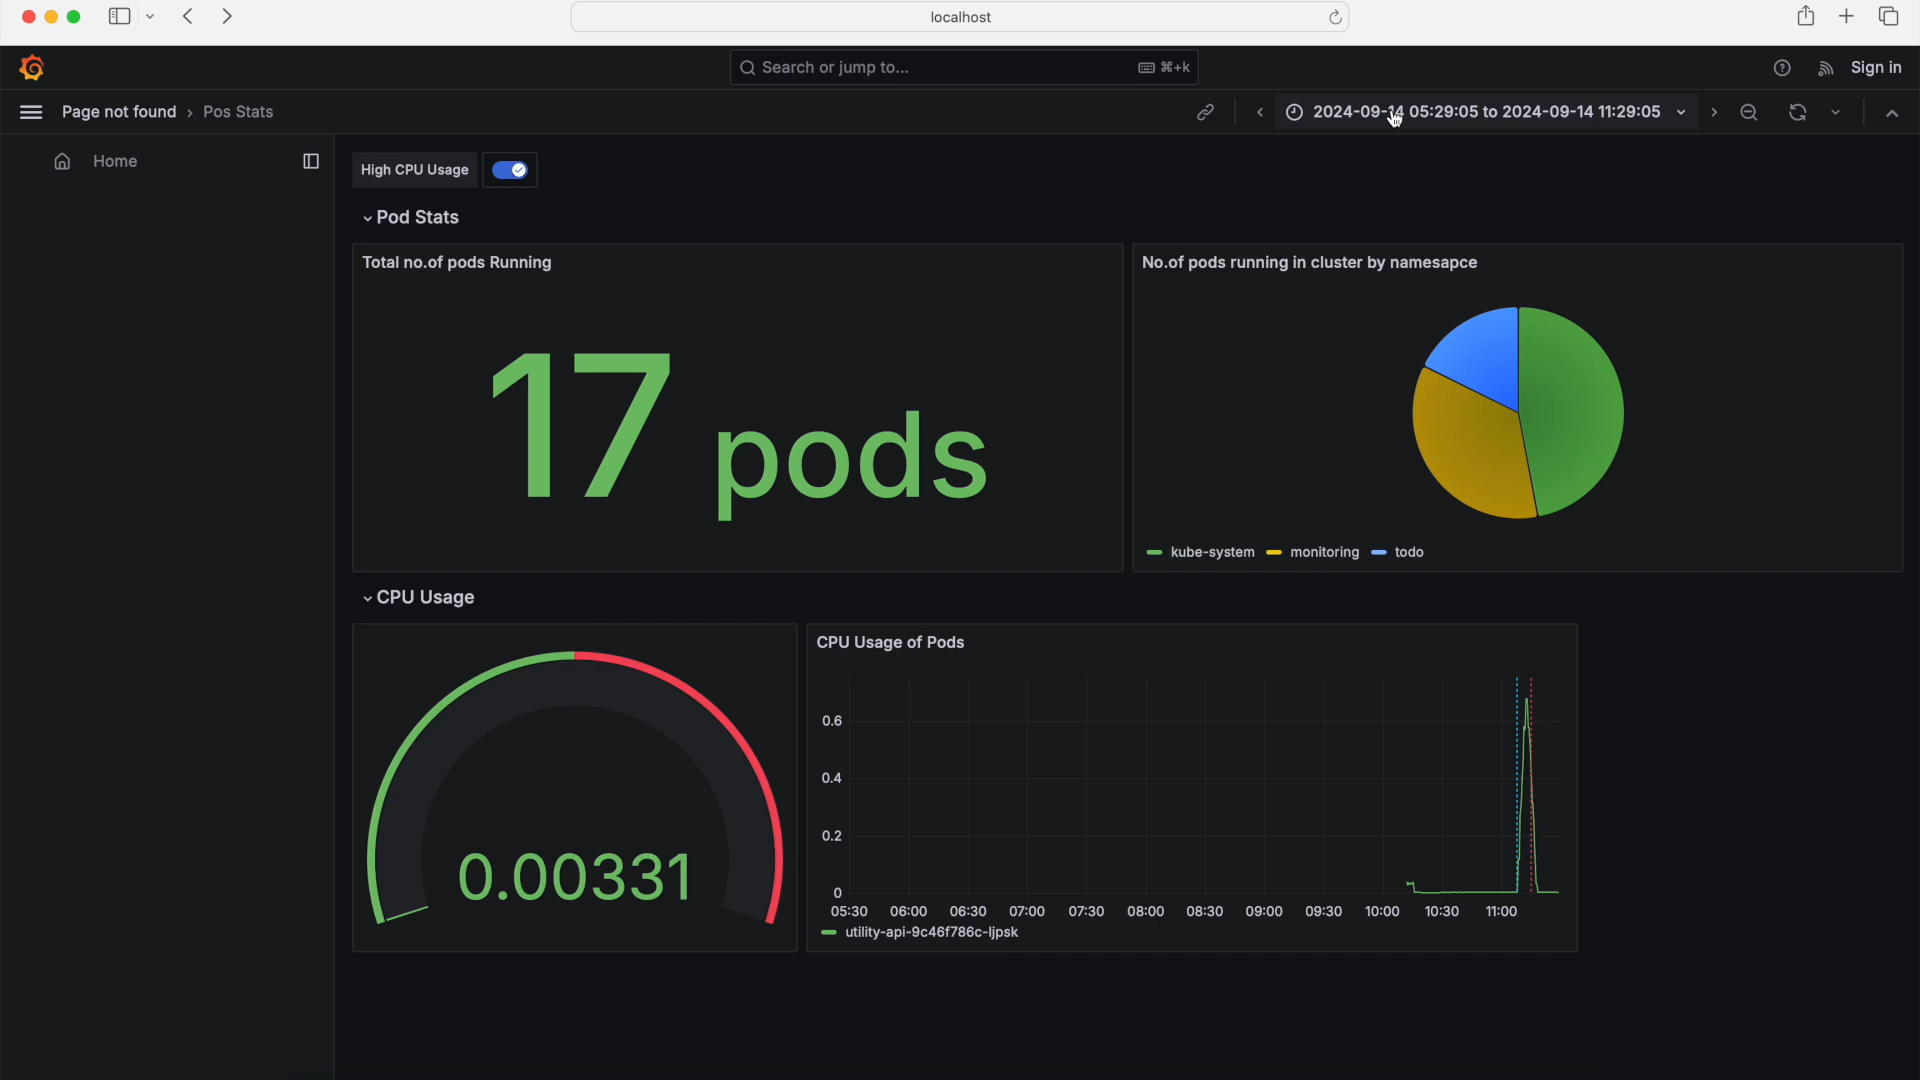 localhost
Search or jump to...
⌘+k
Sign in
Page not found › Pos Stats
2024-09-14 05:29:05 to 2024-09-14 11:29:05
Home
High CPU Usage
Pod Stats
Total no.of pods Running
17 pods
No.of pods running in cluster by namesapce
kube-system monitoring todo
CPU Usage
0.00331
CPU Usage of Pods
0.6
0.4
0.2
0
05:30 06:00 06:30 07:00 07:30 08:00 08:30 09:00 09:30 10:00 10:30 11:00
utility-api-9c46f786c-ljpsk